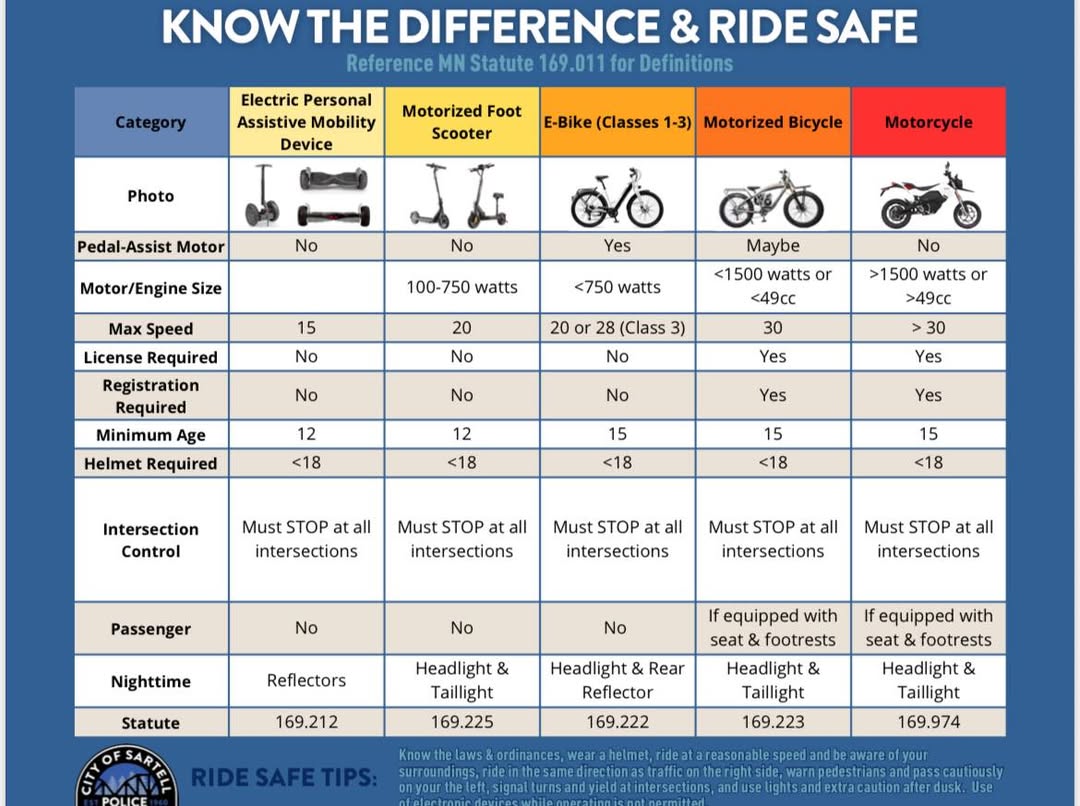 KNOW THE DIFFERENCE & RIDE SAFE
Reference MN Statute 169.011 for Definitions
Category
Electric Personal
Assistive Mobility
Device
Motorized Foot
Scooter
E-Bike (Classes 1-3)
Motorized Bicycle
Motorcycle
Photo
Pedal-Assist Motor No No Yes Maybe No
Motor/Engine Size
100-750 watts
<750 watts
<1500 watts or
<49cc
>1500 watts or
>49cc
Max Speed 15 20 20 or 28 (Class 3) 30 > 30
License Required No No No Yes Yes
Registration
Required
No No No Yes Yes
Minimum Age 12 12 15 15 15
Helmet Required <18 <18 <18 <18 <18
Intersection
Control
Must STOP at all
intersections
Must STOP at all
intersections
Must STOP at all
intersections
Must STOP at all
intersections
Must STOP at all
intersections
Passenger
No
No
No
If equipped with
seat & footrests
If equipped with
seat & footrests
Nighttime
Reflectors
Headlight &
Taillight
Headlight & Rear
Reflector
Headlight &
Taillight
Headlight &
Taillight
Statute 169.212 169.225 169.222 169.223 169.974
CITY OF SARTELL
POLICE
EST 1960
RIDE SAFE TIPS:
Know the laws & ordinances, wear a helmet, ride at a reasonable speed and be aware of your
surroundings, ride in the same direction as traffic on the right side, warn pedestrians and pass cautiously
on your the left, signal turns and yield at intersections, and use lights and extra caution after dusk. Use
of electronic devices while operating is not permitted.